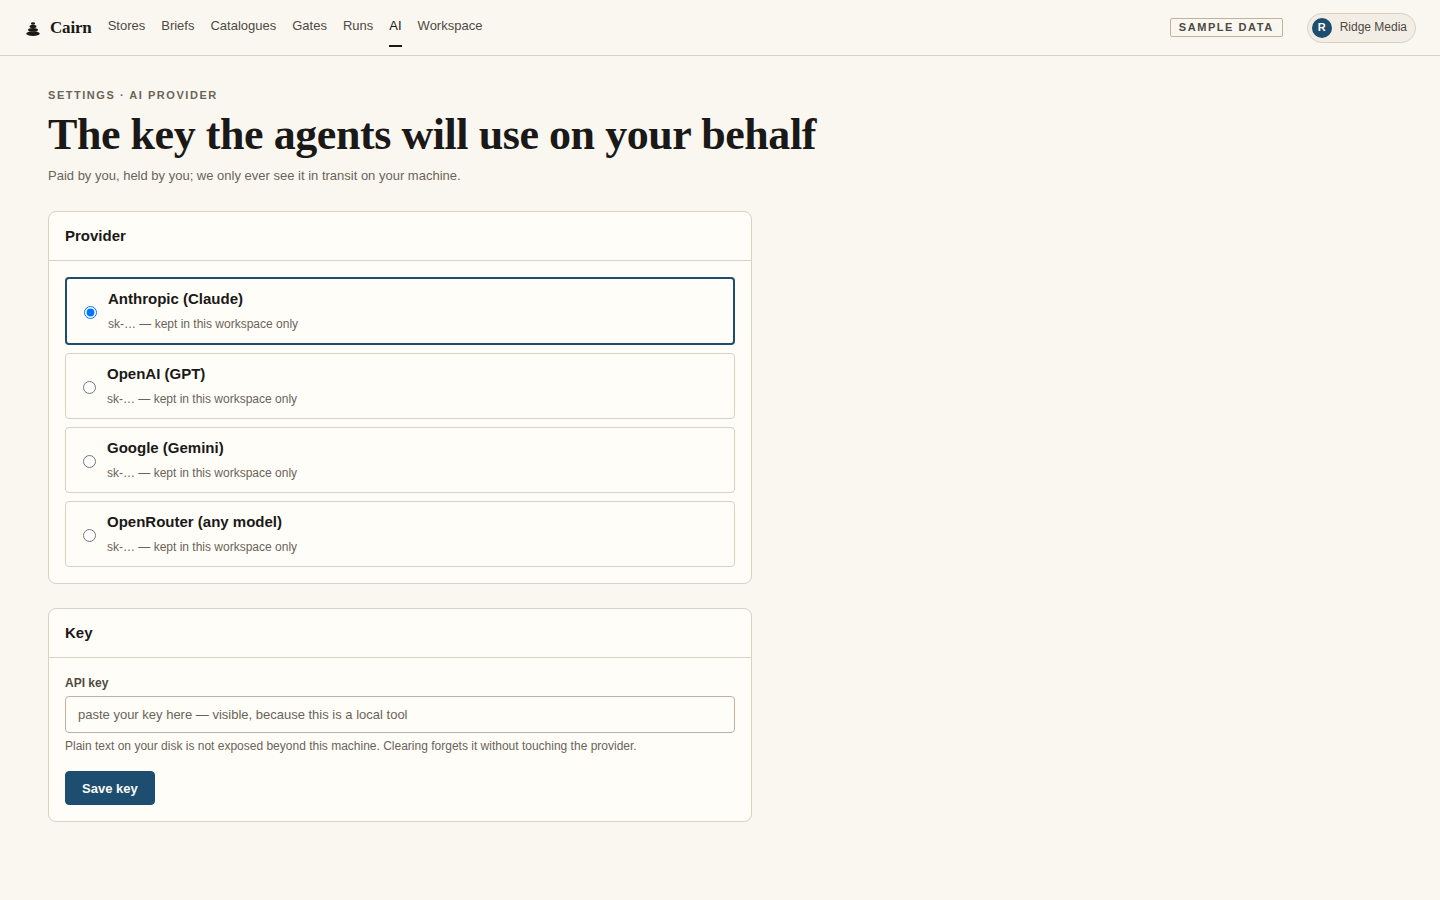 Cairn Stores Briefs Catalogues Gates Runs AI Workspace SAMPLE DATA R Ridge Media
SETTINGS · AI PROVIDER
The key the agents will use on your behalf
Paid by you, held by you; we only ever see it in transit on your machine.
Provider
Anthropic (Claude)
sk-… — kept in this workspace only
OpenAI (GPT)
sk-… — kept in this workspace only
Google (Gemini)
sk-… — kept in this workspace only
OpenRouter (any model)
sk-… — kept in this workspace only
Key
API key
paste your key here — visible, because this is a local tool
Plain text on your disk is not exposed beyond this machine. Clearing forgets it without touching the provider.
Save key